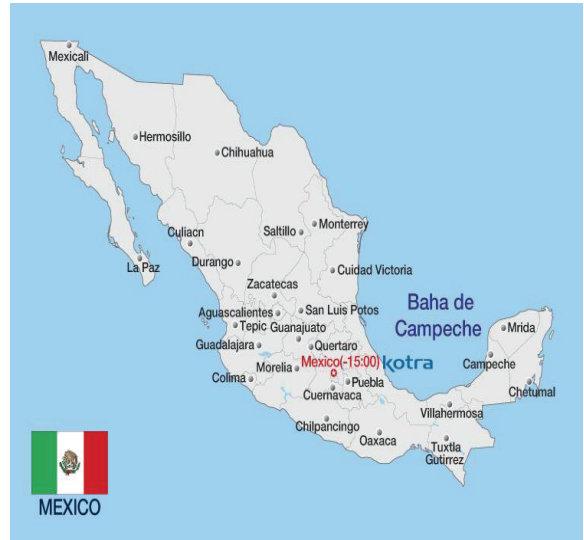 Mexicali
Hermosillo
Chihuahua
Monterrey
Saltillo
Culiacn
Durango
La Paz
Cuidad Victoria
Zacatecas
Aguascalientes
San Luis Potos
Tepic
Guanajuato
Guadalajara
Quertaro
Mexico(-15:00)
kotra
Morelia
Colima
Puebla
Cuernavaca
Chilpancingo
Oaxaca
Baha de
Campeche
Mrida
Campeche
Chetumal
Villahermosa
Tuxtla
Gutirrez
MEXICO